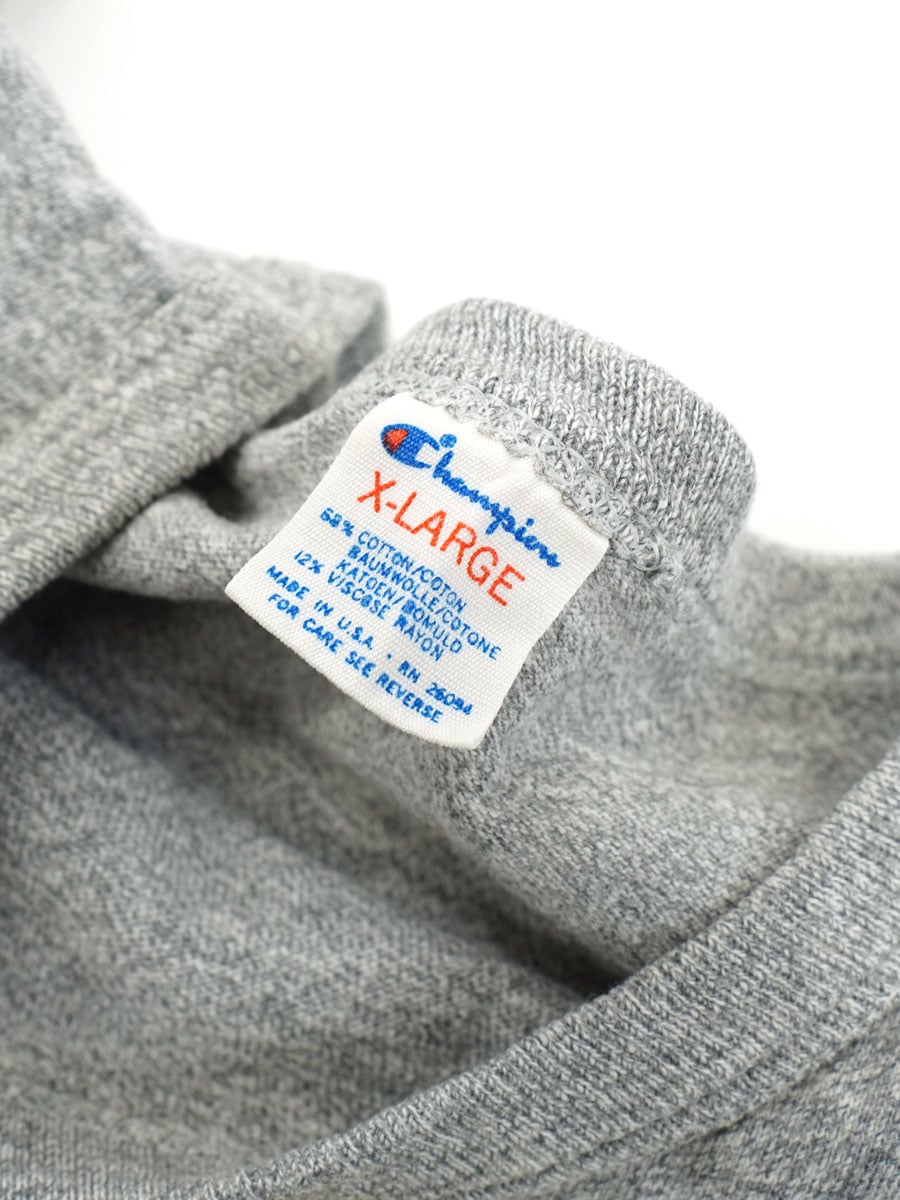 Champion
X-LARGE
88% COTTON/COTON
BAUMWOLLE/COTONE
KATOEN/BOMULD
12% VISCOSE RAYON
MADE IN U.S.A. . RN 26094
FOR CARE SEE REVERSE